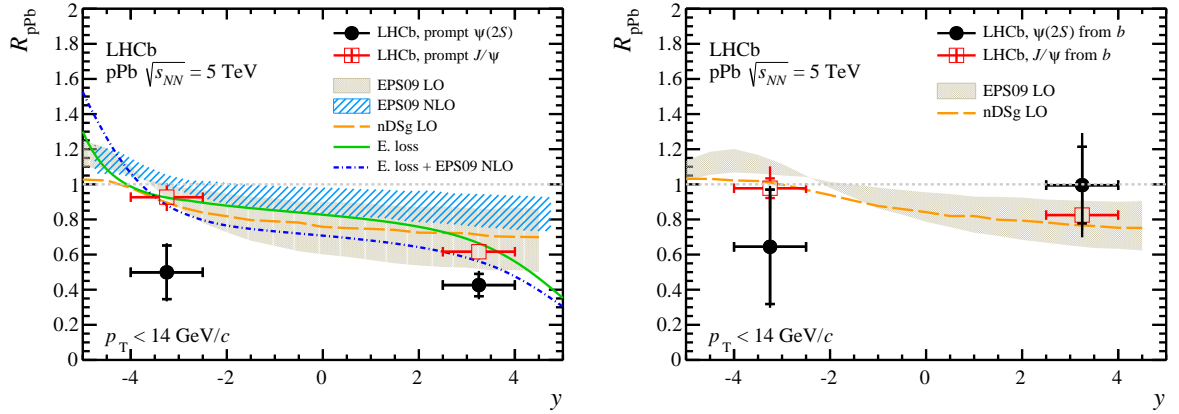 R_pPb
2
1.8
1.6
1.4
1.2
1
0.8
0.6
0.4
0.2
0
LHCb
pPb √s_NN = 5 TeV
LHCb, prompt ψ(2S)
LHCb, prompt J/ψ
EPS09 LO
EPS09 NLO
nDSg LO
E. loss
E. loss + EPS09 NLO
p_T < 14 GeV/c
-4 -2 0 2 4
y
R_pPb
2
1.8
1.6
1.4
1.2
1
0.8
0.6
0.4
0.2
0
LHCb
pPb √s_NN = 5 TeV
LHCb, ψ(2S) from b
LHCb, J/ψ from b
EPS09 LO
nDSg LO
p_T < 14 GeV/c
-4 -2 0 2 4
y